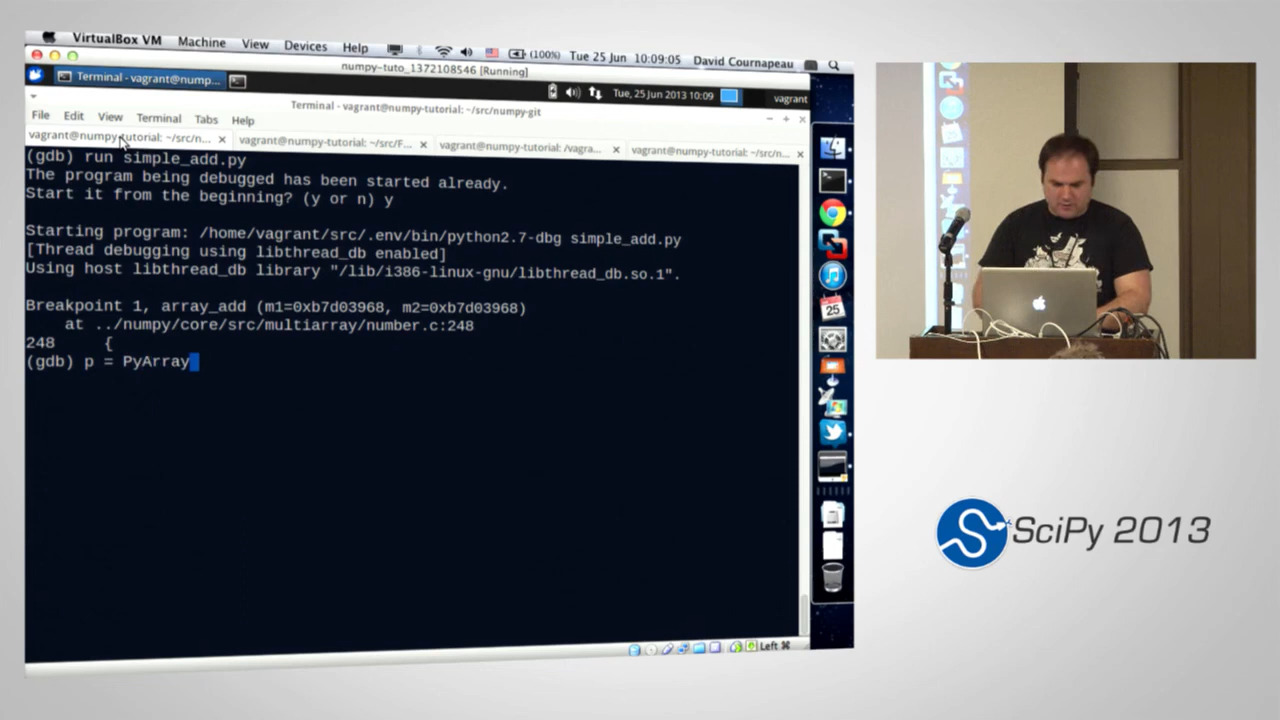 VirtualBox VM Machine View Devices Help (100%) Tue 25 Jun 10:09:05 David Cournapeau
numpy-tuto_1372108546 [Running]
Terminal - vagrant@nump... Tue, 25 Jun 2013 10:09 vagrant
Terminal - vagrant@numpy-tutorial: ~/src/numpy-git
File Edit View Terminal Tabs Help
vagrant@numpy-tutorial: ~/src/n... vagrant@numpy-tutorial: ~/src/F... vagrant@numpy-tutorial: /vagra... vagrant@numpy-tutorial: ~/src/n...
(gdb) run simple_add.py
The program being debugged has been started already.
Start it from the beginning? (y or n) y
Starting program: /home/vagrant/src/.env/bin/python2.7-dbg simple_add.py
[Thread debugging using libthread_db enabled]
Using host libthread_db library "/lib/i386-linux-gnu/libthread_db.so.1".
Breakpoint 1, array_add (m1=0xb7d03968, m2=0xb7d03968)
at ../numpy/core/src/multiarray/number.c:248
248 {
(gdb) p = PyArray
25
Left ⌘
SciPy 2013